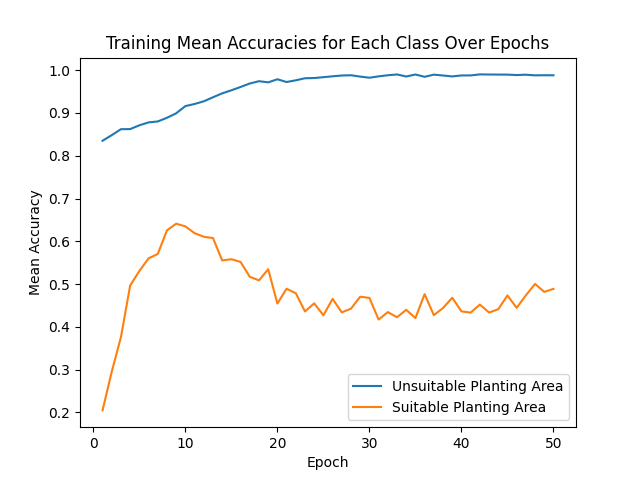 Training Mean Accuracies for Each Class Over Epochs
1.0
0.9
0.8
0.7
0.6
0.5
0.4
0.3
0.2
Mean Accuracy
Unsuitable Planting Area
Suitable Planting Area
0 10 20 30 40 50
Epoch